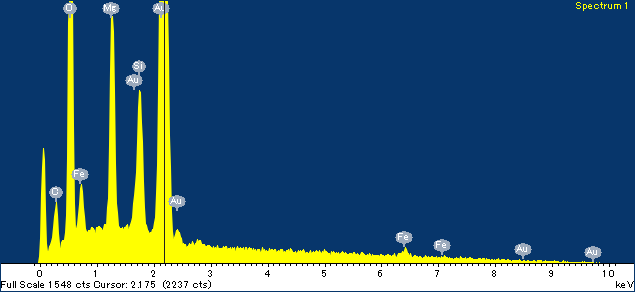 Spectrum 1
O Mg Au
Si
Au
Fe
Au
Fe Fe Au Au
0 1 2 3 4 5 6 7 8 9 10
Full Scale 1548 cts Cursor: 2.175 (2237 cts) keV